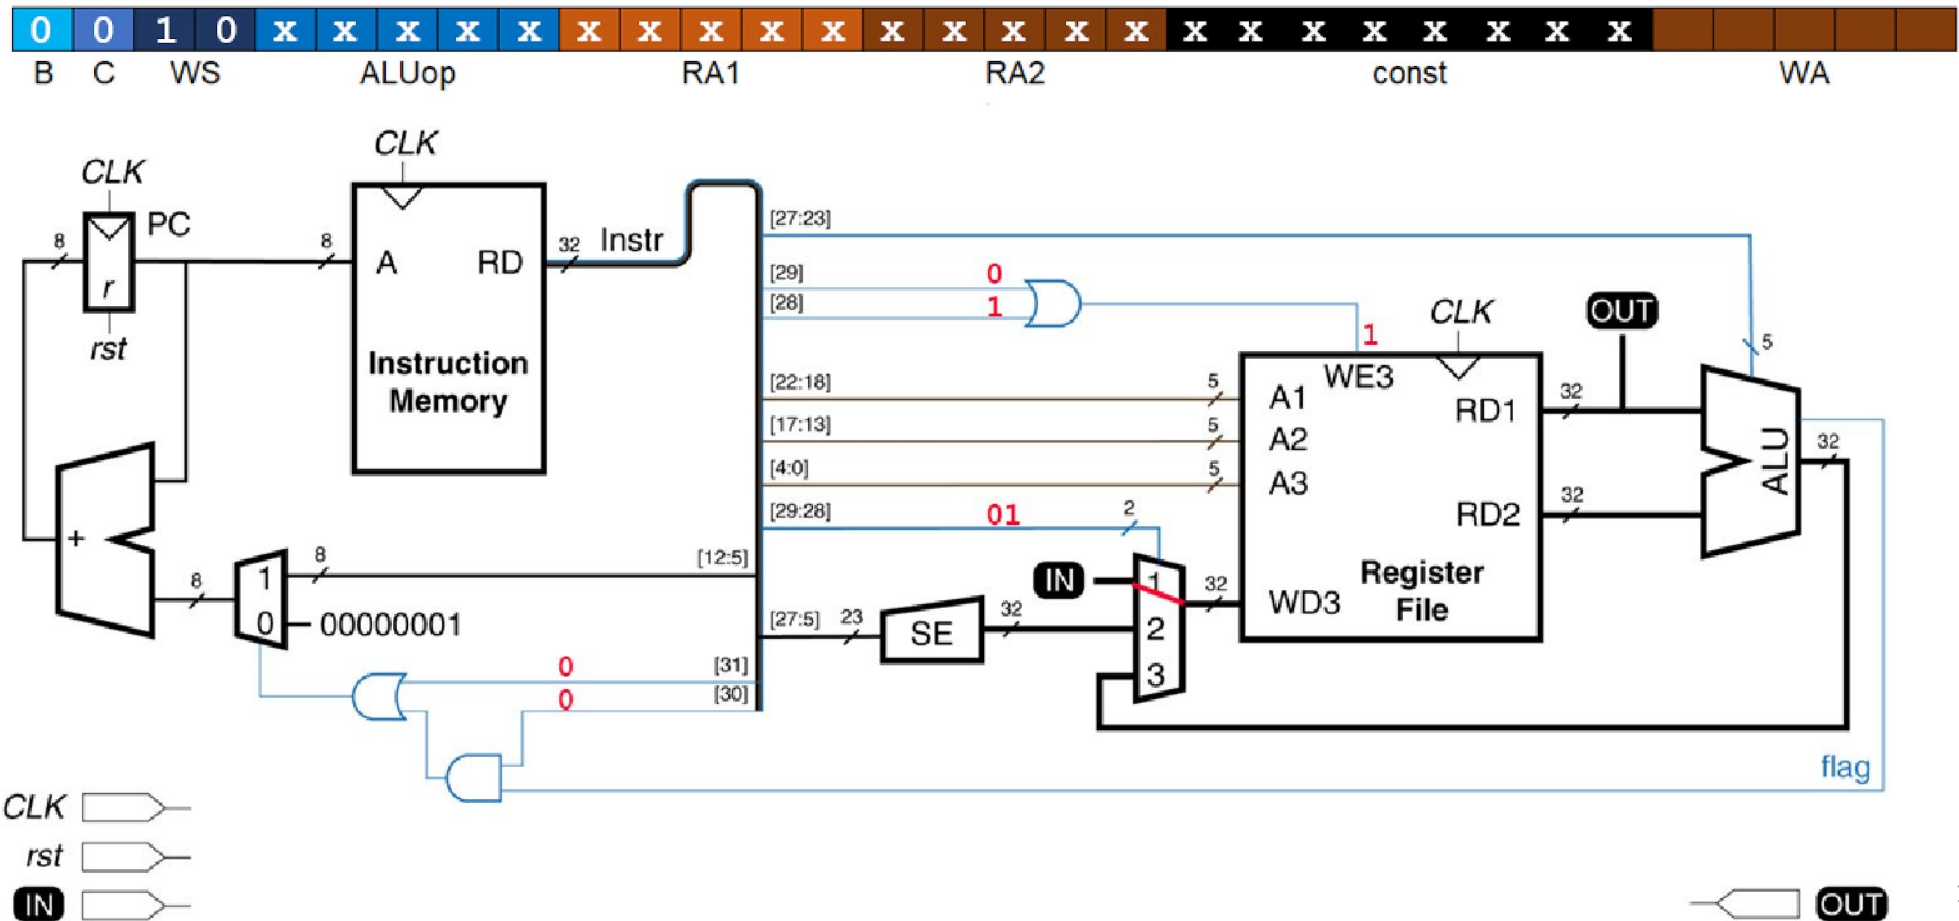 0 0 1 0 x x x x x x x x x x x x x x x x x x x x x x x
B C WS ALUop RA1 RA2 const WA
CLK
CLK
PC
[27:23]
8
8
A RD
32
Instr
[29] 0
r
[28] 1
OUT
CLK
rst
1
5
Instruction
Memory
WE3
[22:18] 5
A1
32
RD1
[17:13] 5
A2
ALU
32
[4:0] 5
A3
[29:28] 01 2
32
RD2
+
[12:5]
8
1
IN
1
32
Register
File
8
WD3
0
00000001
[27:5] 23
SE
32
2
0
[31]
3
0
[30]
flag
CLK
rst
IN
OUT